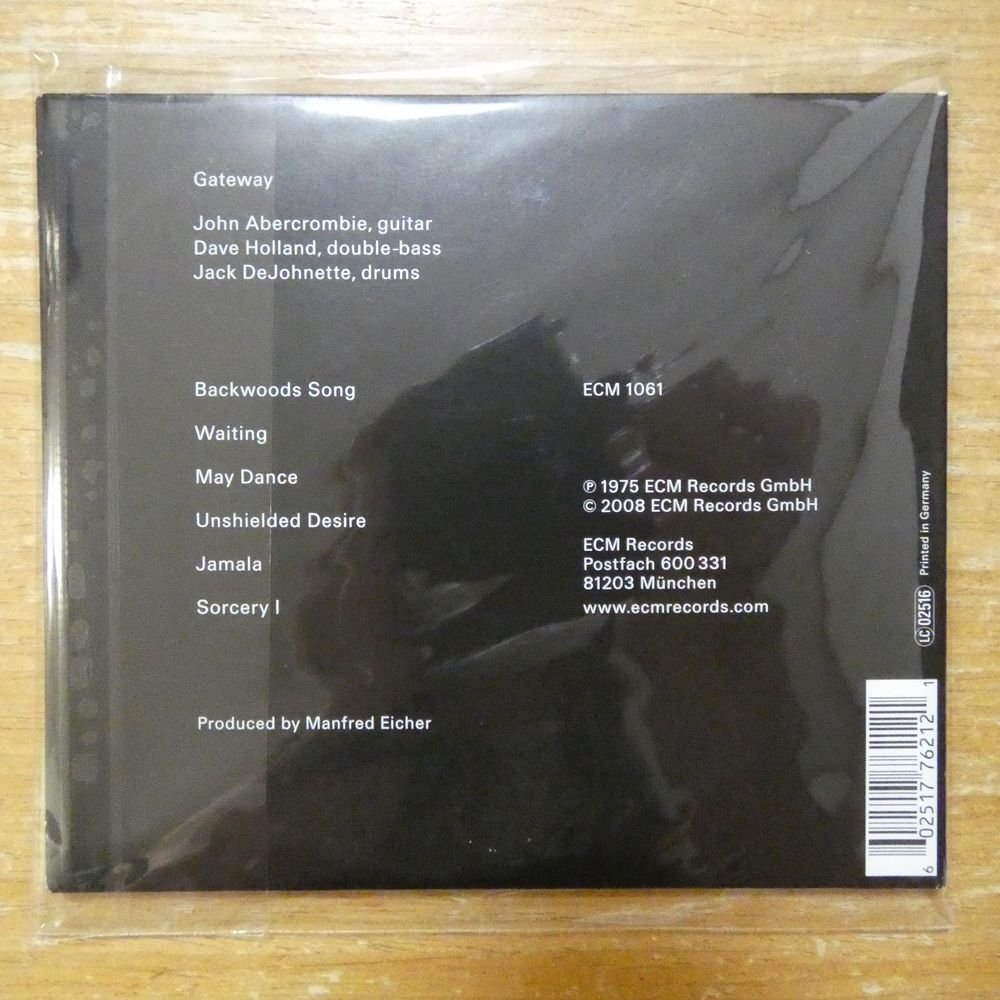 Gateway
John Abercrombie, guitar
Dave Holland, double-bass
Jack DeJohnette, drums
Backwoods Song
Waiting
May Dance
Unshielded Desire
Jamala
Sorcery I
Produced by Manfred Eicher
ECM 1061
℗ 1975 ECM Records GmbH
© 2008 ECM Records GmbH
ECM Records
Postfach 600 331
81203 München
www.ecmrecords.com
LC 02516 Printed in Germany
6 02517 76212 1